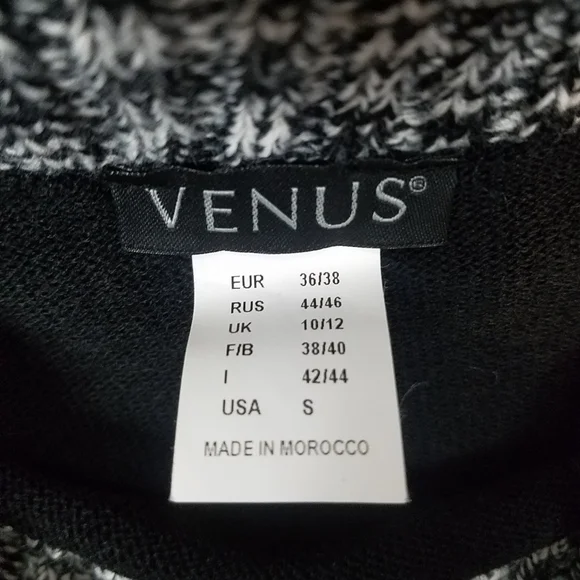 VENUS®
EUR 36/38
RUS 44/46
UK 10/12
F/B 38/40
I 42/44
USA S
MADE IN MOROCCO